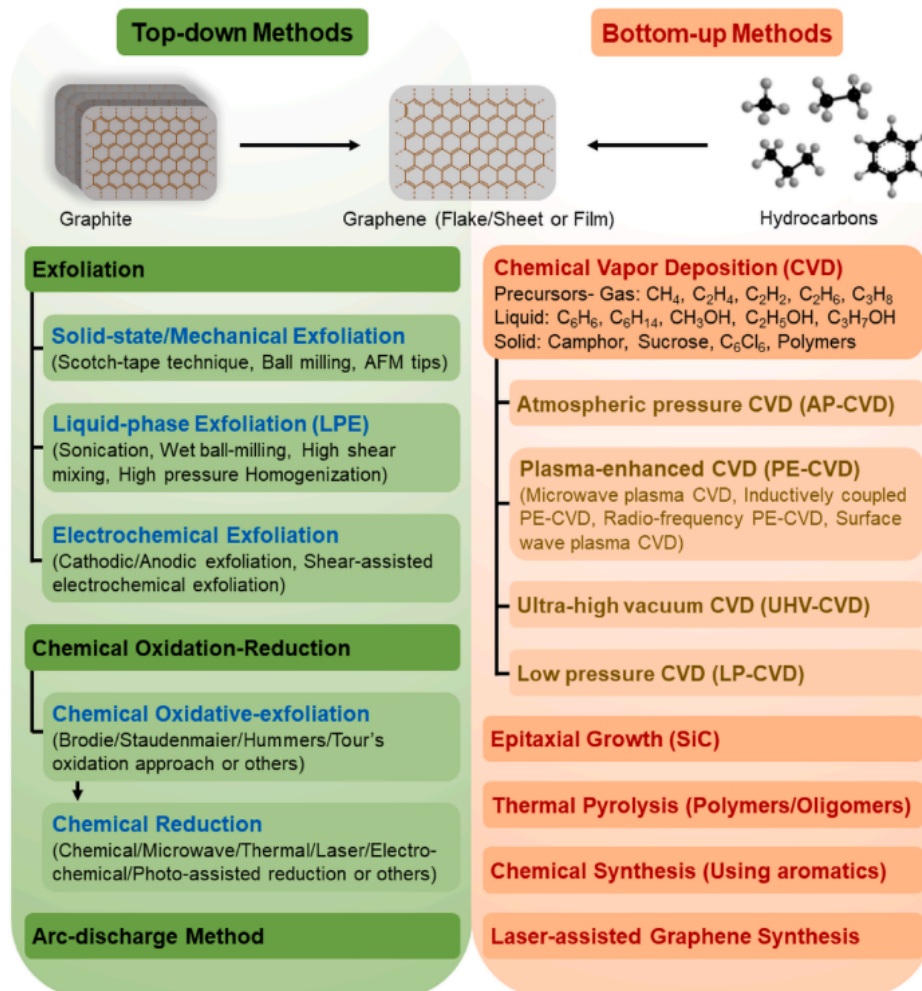 Top-down Methods
Bottom-up Methods
Graphite
Graphene (Flake/Sheet or Film)
Hydrocarbons
Exfoliation
Solid-state/Mechanical Exfoliation
(Scotch-tape technique, Ball milling, AFM tips)
Liquid-phase Exfoliation (LPE)
(Sonication, Wet ball-milling, High shear
mixing, High pressure Homogenization)
Electrochemical Exfoliation
(Cathodic/Anodic exfoliation, Shear-assisted
electrochemical exfoliation)
Chemical Oxidation-Reduction
Chemical Oxidative-exfoliation
(Brodie/Staudenmaier/Hummers/Tour's
oxidation approach or others)
Chemical Reduction
(Chemical/Microwave/Thermal/Laser/Electro-
chemical/Photo-assisted reduction or others)
Arc-discharge Method
Chemical Vapor Deposition (CVD)
Precursors- Gas: CH₄, C₂H₄, C₂H₂, C₂H₆, C₃H₈
Liquid: C₆H₆, C₆H₁₄, CH₃OH, C₂H₅OH, C₃H₇OH
Solid: Camphor, Sucrose, C₆Cl₆, Polymers
Atmospheric pressure CVD (AP-CVD)
Plasma-enhanced CVD (PE-CVD)
(Microwave plasma CVD, Inductively coupled
PE-CVD, Radio-frequency PE-CVD, Surface
wave plasma CVD)
Ultra-high vacuum CVD (UHV-CVD)
Low pressure CVD (LP-CVD)
Epitaxial Growth (SiC)
Thermal Pyrolysis (Polymers/Oligomers)
Chemical Synthesis (Using aromatics)
Laser-assisted Graphene Synthesis